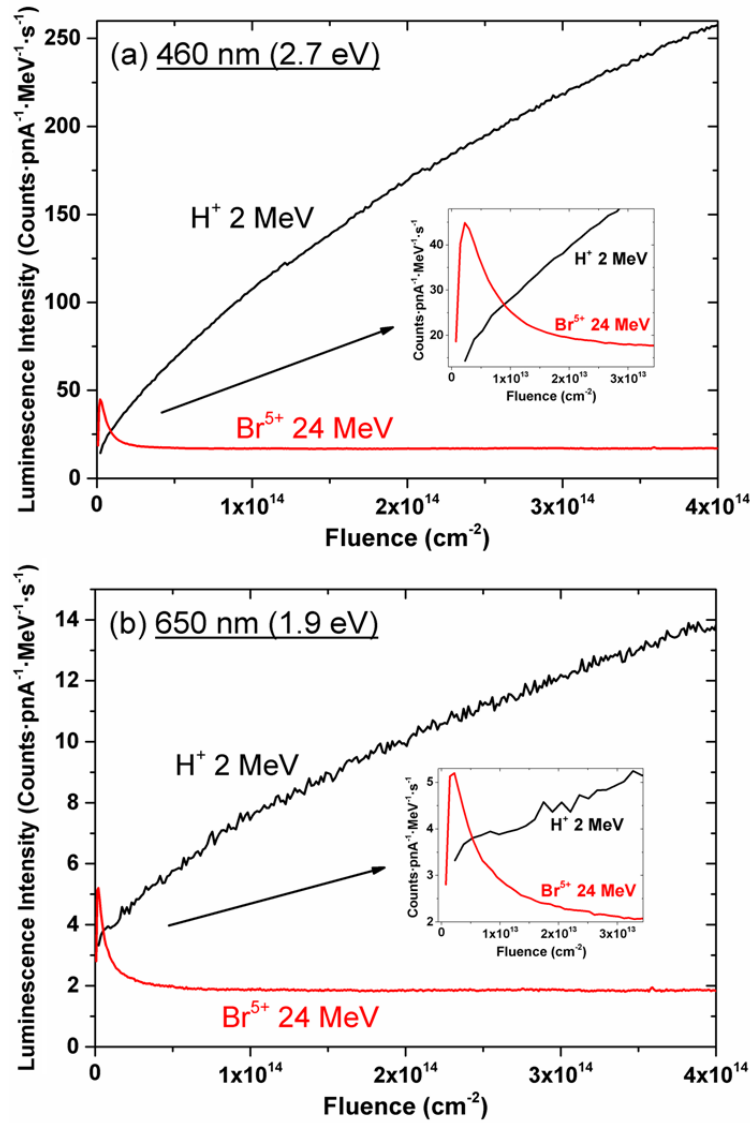 (a) 460 nm (2.7 eV)
Luminescence Intensity (Counts·pnA⁻¹·MeV⁻¹·s⁻¹)
250
200
150
100
50
0
H⁺ 2 MeV
Br⁵⁺ 24 MeV
Counts·pnA⁻¹·MeV⁻¹·s⁻¹
40
30
20
H⁺ 2 MeV
Br⁵⁺ 24 MeV
0 1x10¹³ 2x10¹³ 3x10¹³
Fluence (cm⁻²)
0 1x10¹⁴ 2x10¹⁴ 3x10¹⁴ 4x10¹⁴
Fluence (cm⁻²)
(b) 650 nm (1.9 eV)
Luminescence Intensity (Counts·pnA⁻¹·MeV⁻¹·s⁻¹)
14
12
10
8
6
4
2
0
H⁺ 2 MeV
Br⁵⁺ 24 MeV
Counts·pnA⁻¹·MeV⁻¹·s⁻¹
5
4
3
2
H⁺ 2 MeV
Br⁵⁺ 24 MeV
0 1x10¹³ 2x10¹³ 3x10¹³
Fluence (cm⁻²)
0 1x10¹⁴ 2x10¹⁴ 3x10¹⁴ 4x10¹⁴
Fluence (cm⁻²)